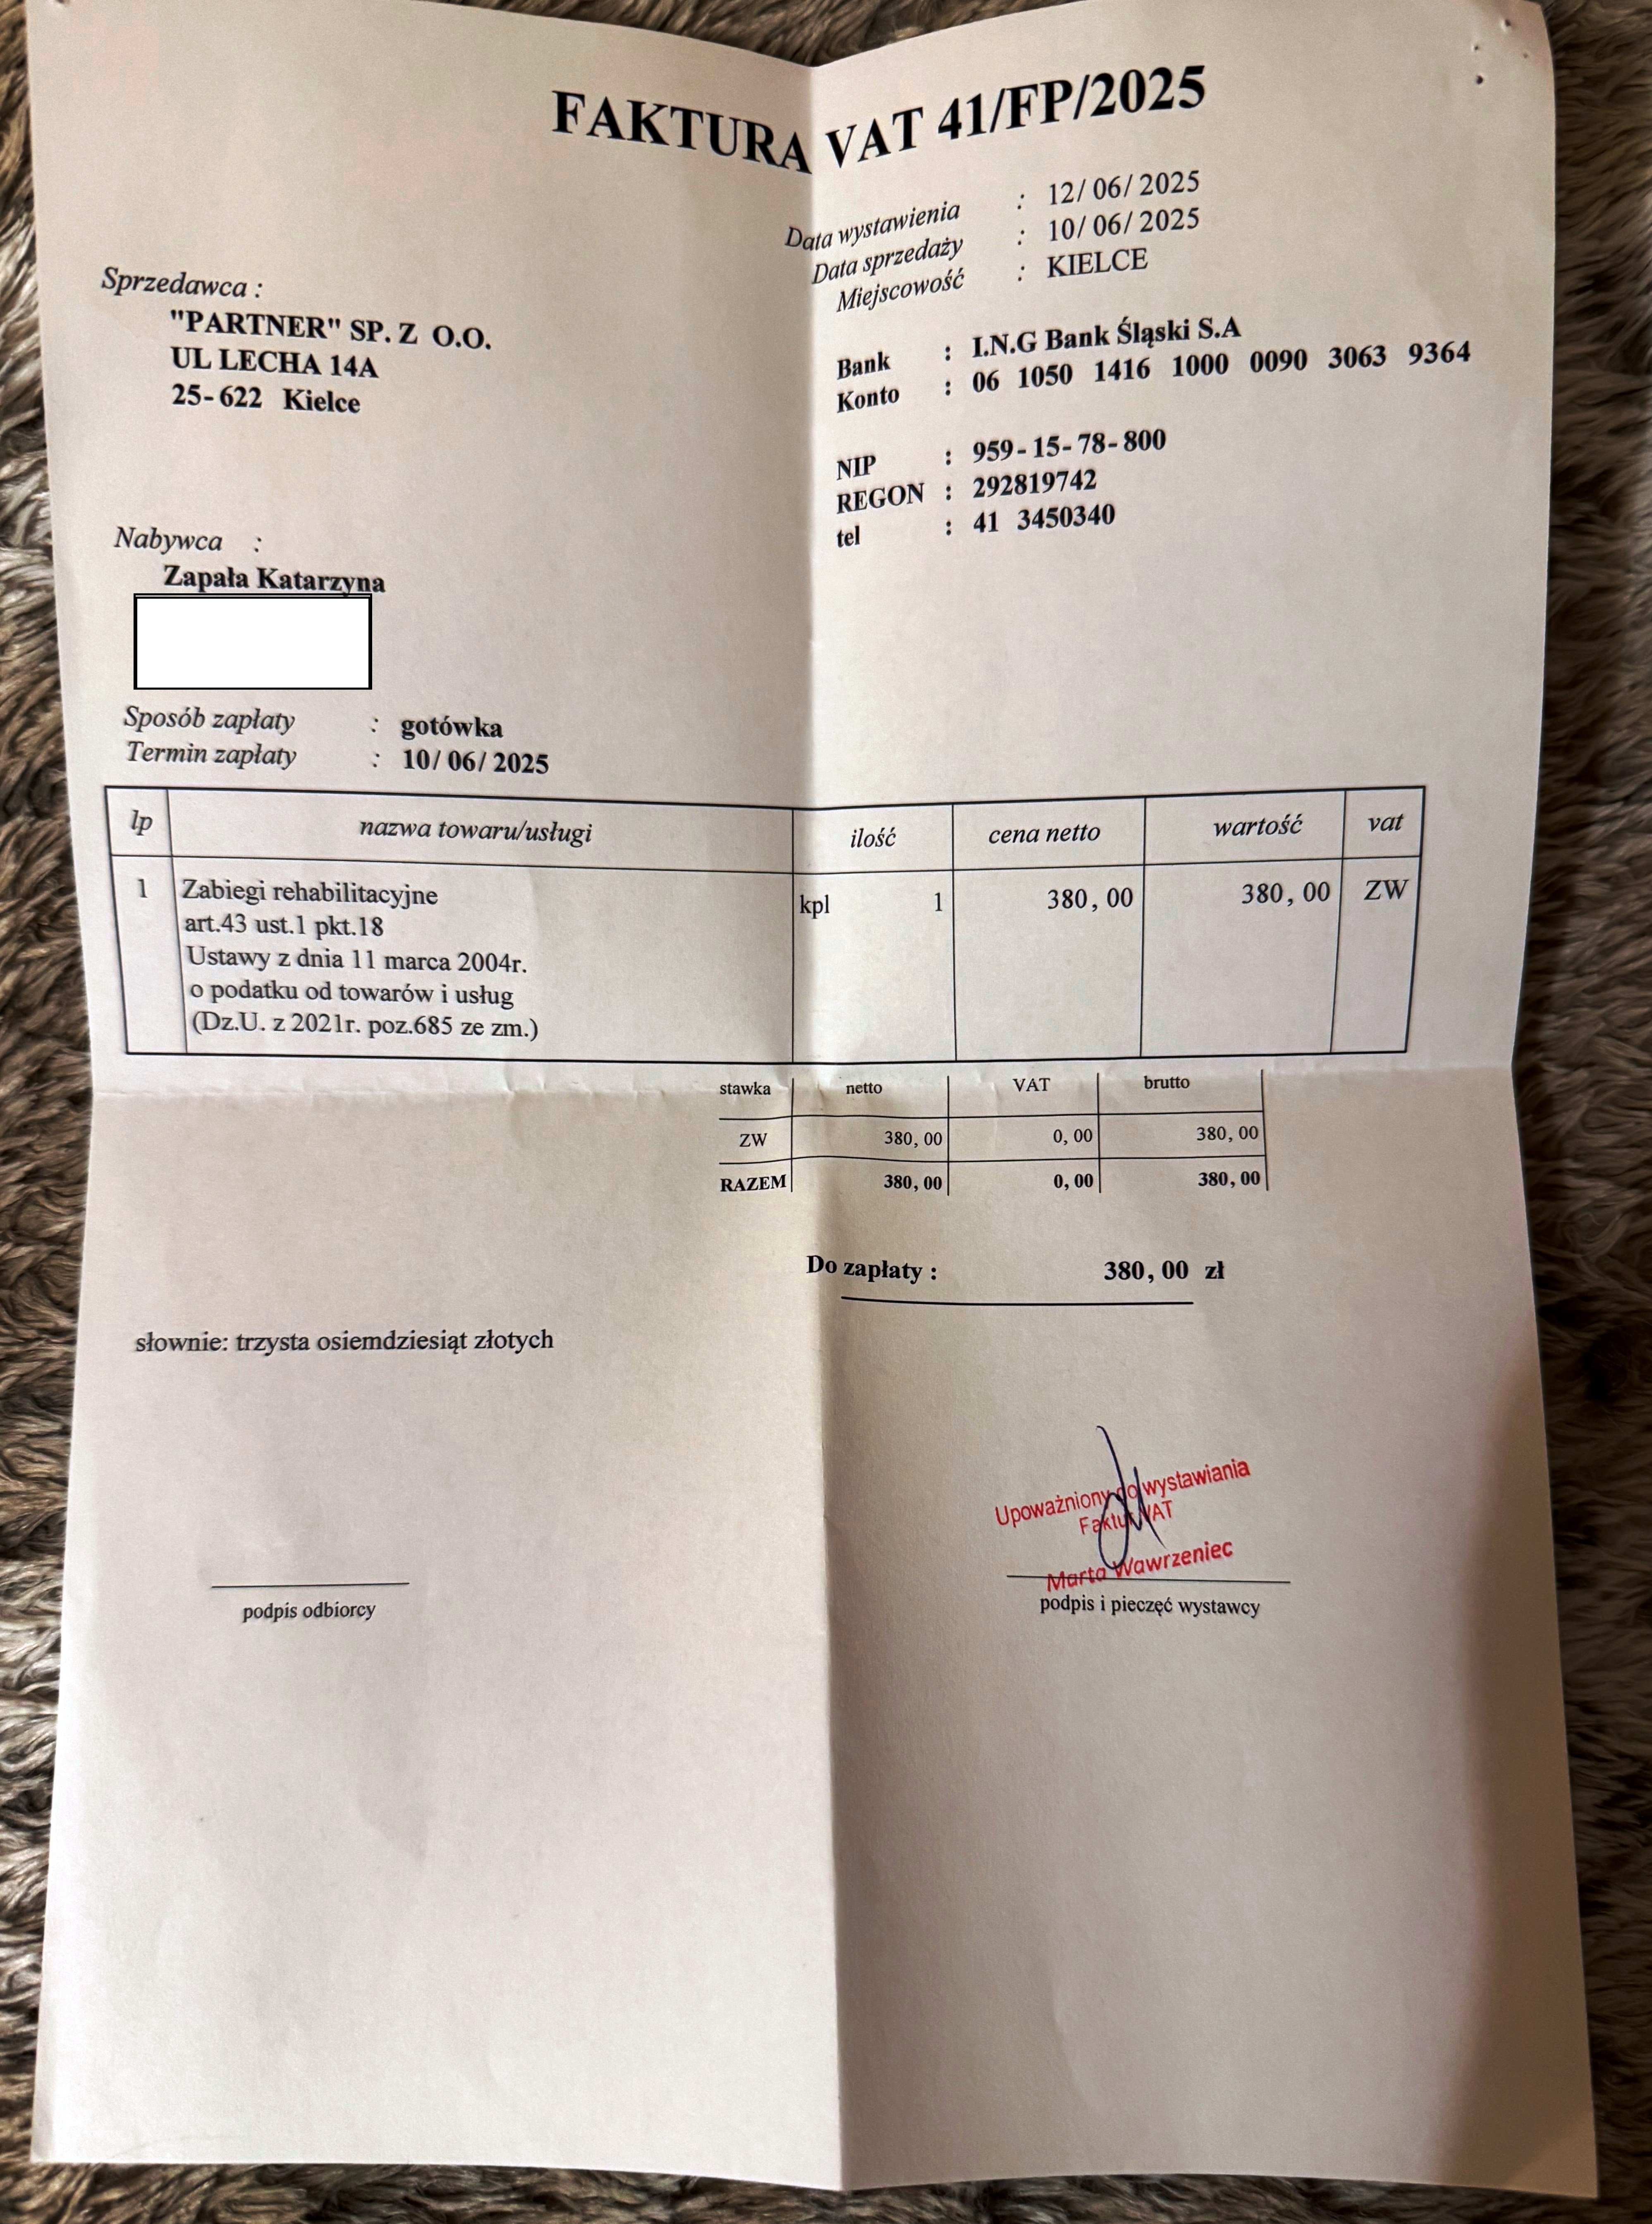 FAKTURA VAT 41/FP/2025
Data wystawienia : 12/06/2025
Data sprzedaży : 10/06/2025
Miejscowość : KIELCE
Sprzedawca :
"PARTNER" SP. Z O.O.
UL LECHA 14A
25-622 Kielce
Bank : I.N.G Bank Śląski S.A
Konto : 06 1050 1416 1000 0090 3063 9364
NIP : 959-15-78-800
REGON : 292819742
tel : 41 3450340
Nabywca :
Zapała Katarzyna
Sposób zapłaty : gotówka
Termin zapłaty : 10/06/2025
lp nazwa towaru/usługi ilość cena netto wartość vat
1 Zabiegi rehabilitacyjne kpl 1 380,00 380,00 ZW
art.43 ust.1 pkt.18
Ustawy z dnia 11 marca 2004r.
o podatku od towarów i usług
(Dz.U. z 2021r. poz.685 ze zm.)
stawka netto VAT brutto
ZW 380,00 0,00 380,00
RAZEM 380,00 0,00 380,00
Do zapłaty : 380,00 zł
słownie: trzysta osiemdziesiąt złotych
Upoważniony do wystawiania
Faktur VAT
Marta Wawrzeniec
podpis odbiorcy
podpis i pieczęć wystawcy